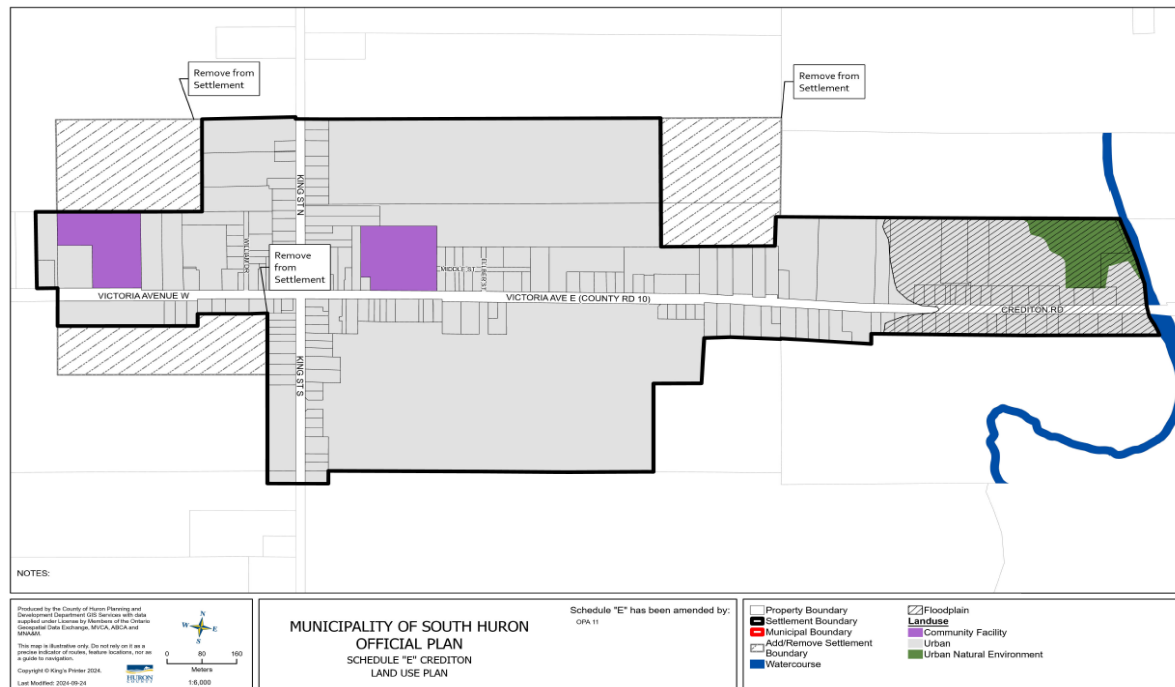 Remove from
Settlement
Remove from
Settlement
KING ST N
WILLIAM CR
Remove
from
Settlement
MIDDLE ST
VICTORIA AVENUE W
VICTORIA AVE E (COUNTY RD 10)
CREDITON RD
KING ST S
NOTES:
Produced by the County of Huron Planning and
Development Department GIS Services with data
supplied under License by Members of the Ontario
Geospatial Data Exchange, MVCA, ABCA and
MNA&M.
This map is illustrative only. Do not rely on it as a
precise indicator of routes, feature locations, nor as
a guide to navigation.
Copyright © King's Printer 2024.
Last Modified: 2024-09-24
N
W
E
S
0 80 160
Meters
1:6,000
HURON
COUNTY
MUNICIPALITY OF SOUTH HURON
OFFICIAL PLAN
SCHEDULE "E" CREDITON
LAND USE PLAN
Schedule "E" has been amended by:
OPA 11
Property Boundary
Settlement Boundary
Municipal Boundary
Add/Remove Settlement
Boundary
Watercourse
Floodplain
Landuse
Community Facility
Urban
Urban Natural Environment